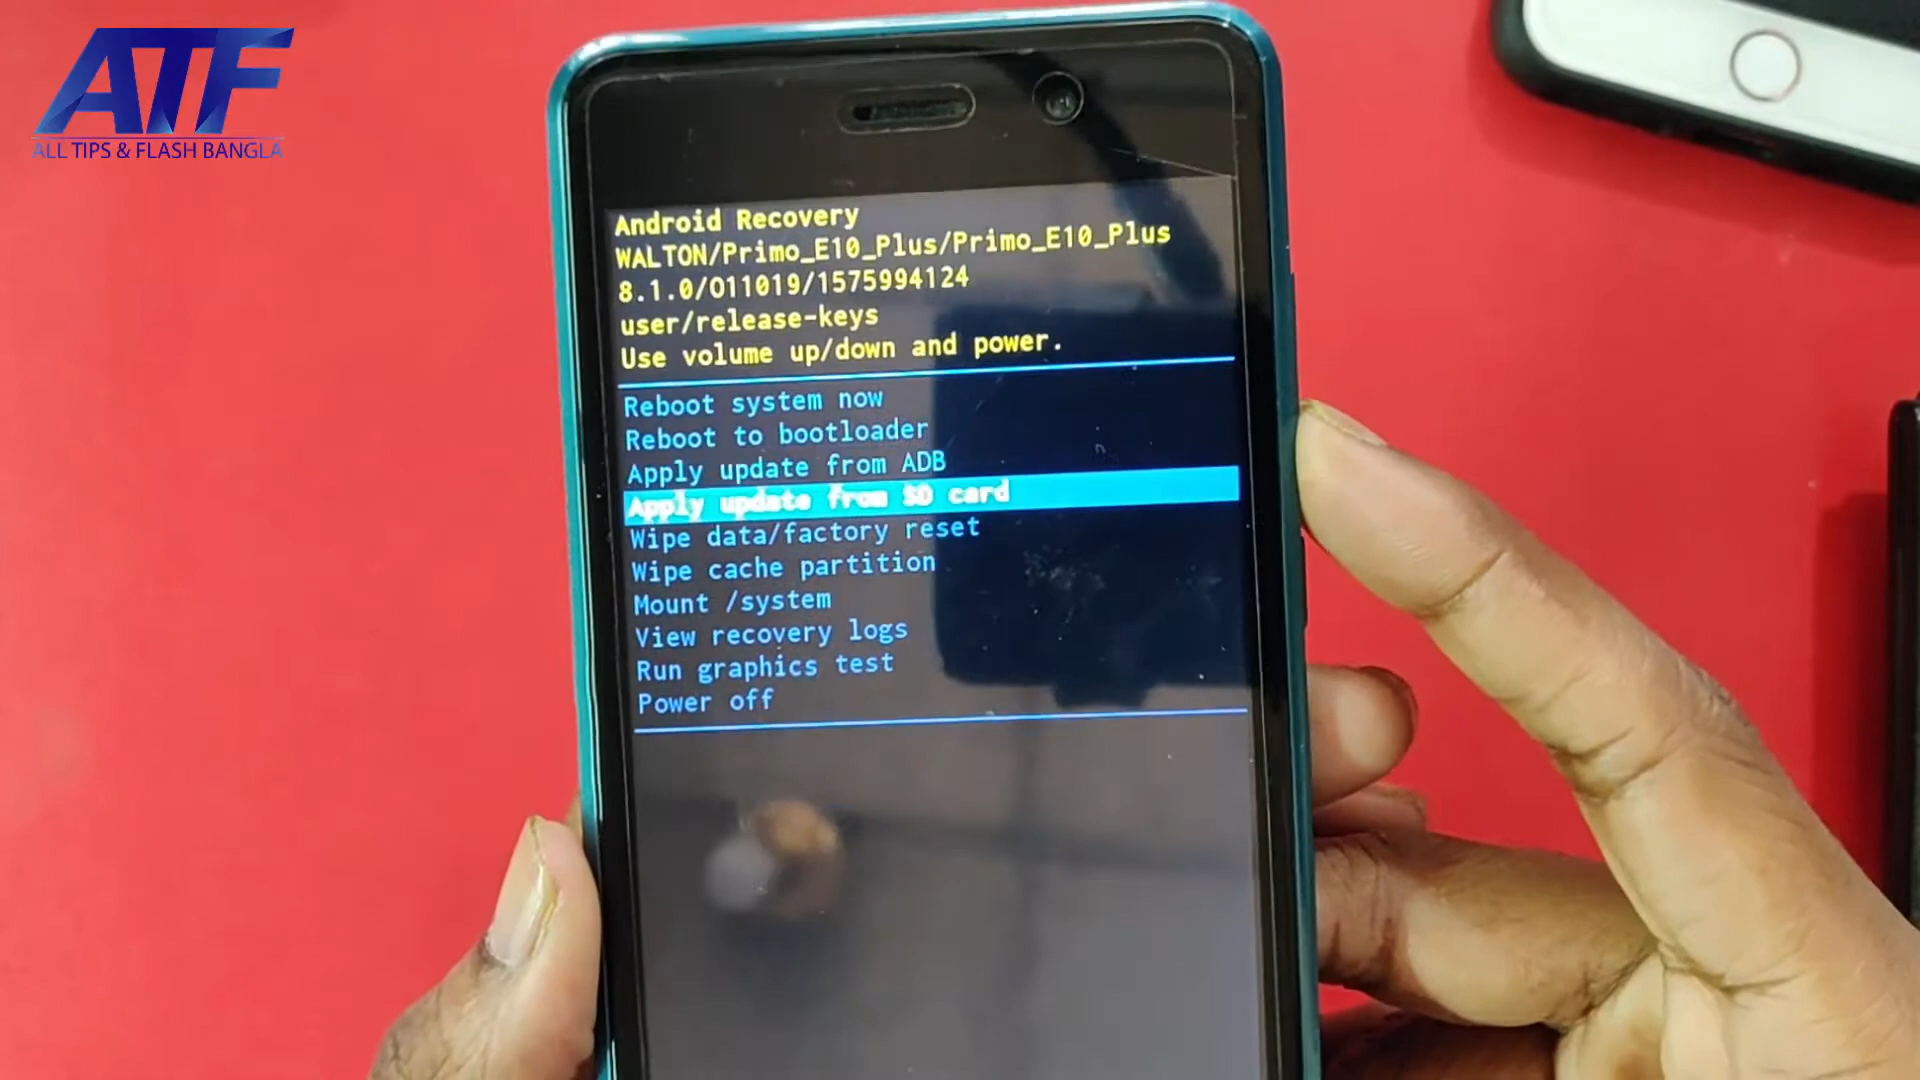 ATF
ALL TIPS & FLASH BANGLA
Android Recovery
WALTON/Primo_E10_Plus/Primo_E10_Plus
8.1.0/O11019/1575994124
user/release-keys
Use volume up/down and power.
Reboot system now
Reboot to bootloader
Apply update from ADB
Apply update from SD card
Wipe data/factory reset
Wipe cache partition
Mount /system
View recovery logs
Run graphics test
Power off